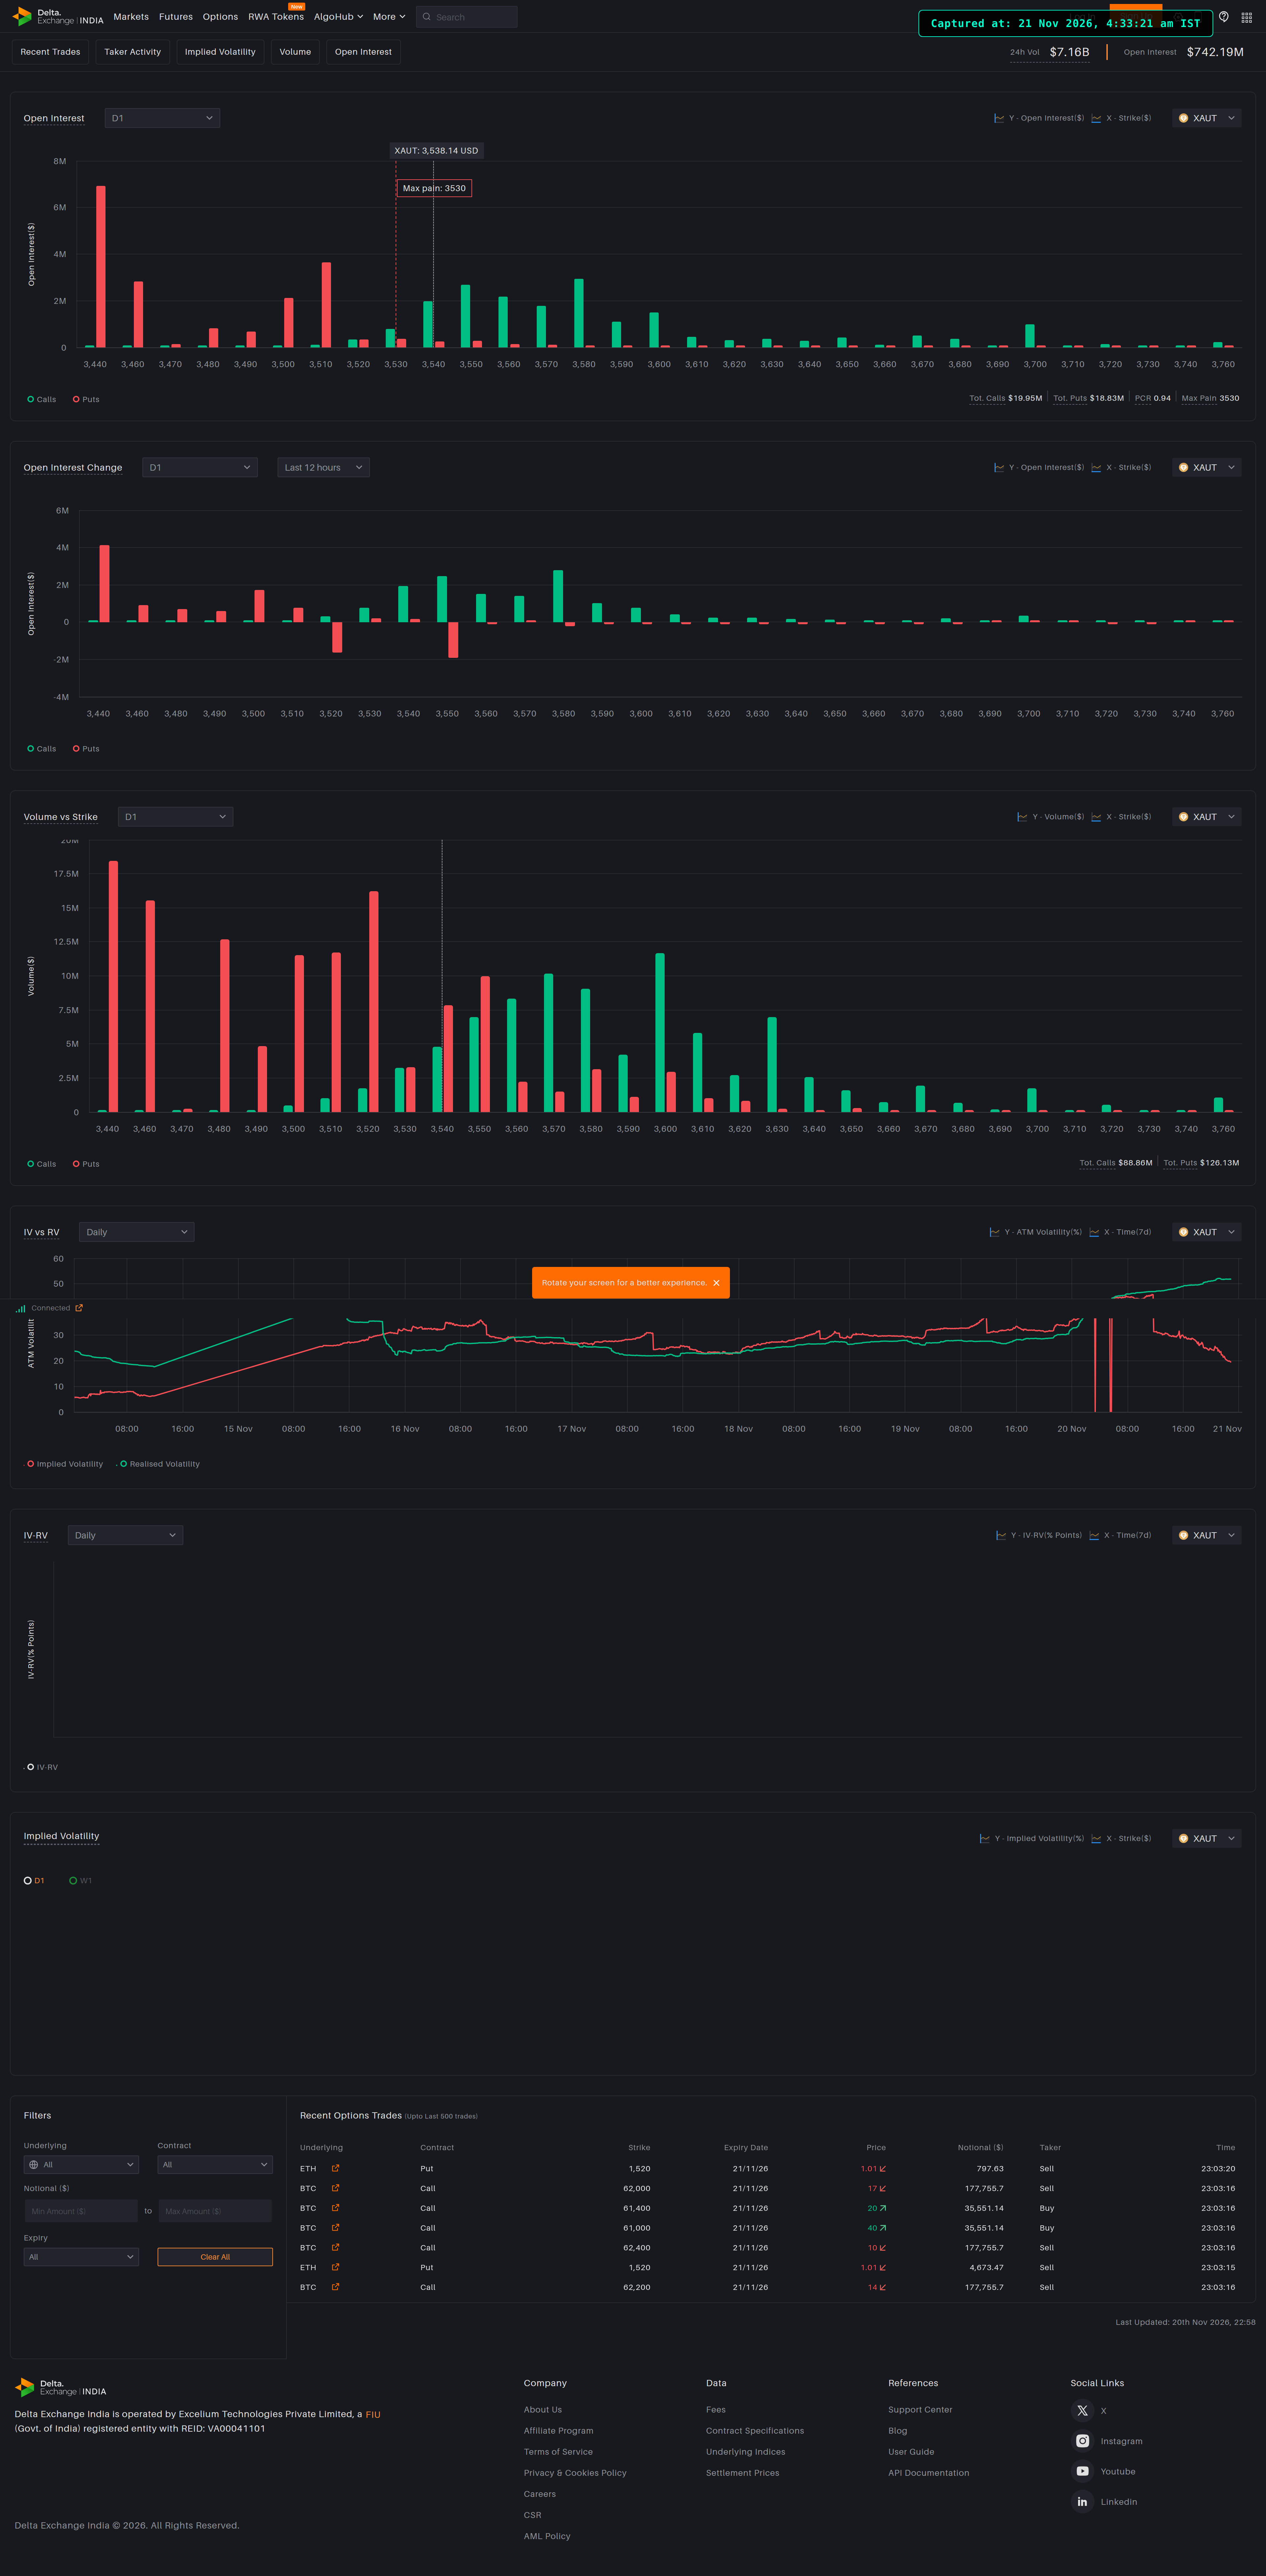 Delta. Exchange | INDIA
Markets Futures Options RWA Tokens New AlgoHub More Search
Captured at: 21 Nov 2026, 4:33:21 am IST
Recent Trades Taker Activity Implied Volatility Volume Open Interest
24h Vol $7.16B Open Interest $742.19M
Open Interest D1 Y - Open Interest($) X - Strike($) XAUT
XAUT: 3,538.14 USD
Max pain: 3530
8M
6M
4M
2M
0
Open Interest($)
3,440 3,460 3,470 3,480 3,490 3,500 3,510 3,520 3,530 3,540 3,550 3,560 3,570 3,580 3,590 3,600 3,610 3,620 3,630 3,640 3,650 3,660 3,670 3,680 3,690 3,700 3,710 3,720 3,730 3,740 3,760
Calls Puts
Tot. Calls $19.95M Tot. Puts $18.83M PCR 0.94 Max Pain 3530
Open Interest Change D1 Last 12 hours Y - Open Interest($) X - Strike($) XAUT
6M
4M
2M
0
-2M
-4M
Open Interest($)
3,440 3,460 3,480 3,490 3,500 3,510 3,520 3,530 3,540 3,550 3,560 3,570 3,580 3,590 3,600 3,610 3,620 3,630 3,640 3,650 3,660 3,670 3,680 3,690 3,700 3,710 3,720 3,730 3,740 3,760
Calls Puts
Volume vs Strike D1 Y - Volume($) X - Strike($) XAUT
20M
17.5M
15M
12.5M
10M
7.5M
5M
2.5M
0
Volume($)
3,440 3,460 3,470 3,480 3,490 3,500 3,510 3,520 3,530 3,540 3,550 3,560 3,570 3,580 3,590 3,600 3,610 3,620 3,630 3,640 3,650 3,660 3,670 3,680 3,690 3,700 3,710 3,720 3,730 3,740 3,760
Calls Puts
Tot. Calls $88.86M Tot. Puts $126.13M
IV vs RV Daily Y - ATM Volatility(%) X - Time(7d) XAUT
60
50
Rotate your screen for a better experience.
Connected
30
20
10
0
ATM Volatilit
08:00 16:00 15 Nov 08:00 16:00 16 Nov 08:00 16:00 17 Nov 08:00 16:00 18 Nov 08:00 16:00 19 Nov 08:00 16:00 20 Nov 08:00 16:00 21 Nov
Implied Volatility Realised Volatility
IV-RV Daily Y - IV-RV(% Points) X - Time(7d) XAUT
IV-RV(% Points)
IV-RV
Implied Volatility Y - Implied Volatility(%) X - Strike($) XAUT
D1 W1
Filters
Underlying Contract
All All
Notional ($)
Min Amount ($) to Max Amount ($)
Expiry
All Clear All
Recent Options Trades (Upto Last 500 trades)
Underlying Contract Strike Expiry Date Price Notional ($) Taker Time
ETH Put 1,520 21/11/26 1.01 797.63 Sell 23:03:20
BTC Call 62,000 21/11/26 17 177,755.7 Sell 23:03:16
BTC Call 61,400 21/11/26 20 35,551.14 Buy 23:03:16
BTC Call 61,000 21/11/26 40 35,551.14 Buy 23:03:16
BTC Call 62,400 21/11/26 10 177,755.7 Sell 23:03:16
ETH Put 1,520 21/11/26 1.01 4,673.47 Sell 23:03:15
BTC Call 62,200 21/11/26 14 177,755.7 Sell 23:03:16
Last Updated: 20th Nov 2026, 22:58
Delta. Exchange | INDIA
Delta Exchange India is operated by Excelium Technologies Private Limited, a FIU
(Govt. of India) registered entity with REID: VA00041101
Delta Exchange India © 2026. All Rights Reserved.
Company
About Us
Affiliate Program
Terms of Service
Privacy & Cookies Policy
Careers
CSR
AML Policy
Data
Fees
Contract Specifications
Underlying Indices
Settlement Prices
References
Support Center
Blog
User Guide
API Documentation
Social Links
X
Instagram
Youtube
Linkedin